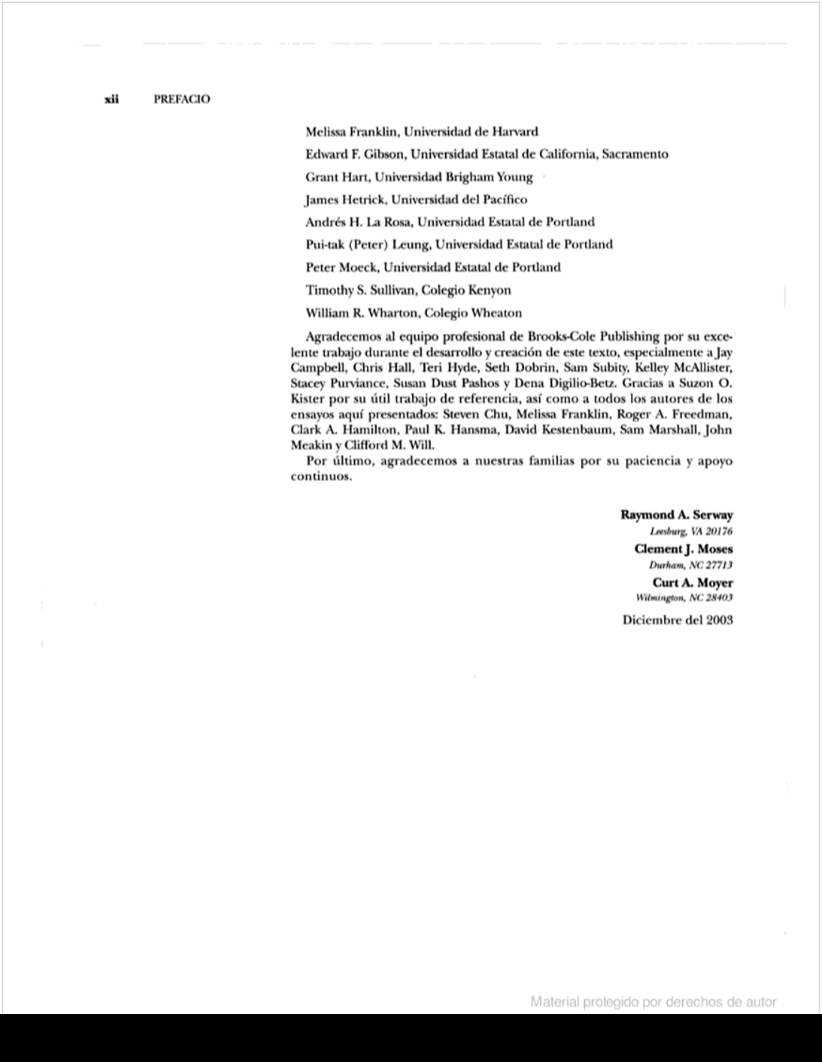 xii PREFACIO
Melissa Franklin, Universidad de Harvard
Edward F. Gibson, Universidad Estatal de California, Sacramento
Grant Hart, Universidad Brigham Young
James Hetrick, Universidad del Pacífico
Andrés H. La Rosa, Universidad Estatal de Portland
Pui-tak (Peter) Leung, Universidad Estatal de Portland
Peter Moeck, Universidad Estatal de Portland
Timothy S. Sullivan, Colegio Kenyon
William R. Wharton, Colegio Wheaton
Agradecemos al equipo profesional de Brooks-Cole Publishing por su exce-
lente trabajo durante el desarrollo y creación de este texto, especialmente a Jay
Campbell, Chris Hall, Teri Hyde, Seth Dobrin, Sam Subity, Kelley McAllister,
Stacey Purviance, Susan Dust Pashos y Dena Digilio-Betz. Gracias a Suzon O.
Kister por su útil trabajo de referencia, así como a todos los autores de los
ensayos aquí presentados: Steven Chu, Melissa Franklin, Roger A. Freedman,
Clark A. Hamilton, Paul K. Hansma, David Kestenbaum, Sam Marshall, John
Meakin y Clifford M. Will.
Por último, agradecemos a nuestras familias por su paciencia y apoyo
continuos.
Raymond A. Serway
Leesburg, VA 20176
Clement J. Moses
Durham, NC 27713
Curt A. Moyer
Wilmington, NC 28403
Diciembre del 2003
Material protegido por derechos de autor